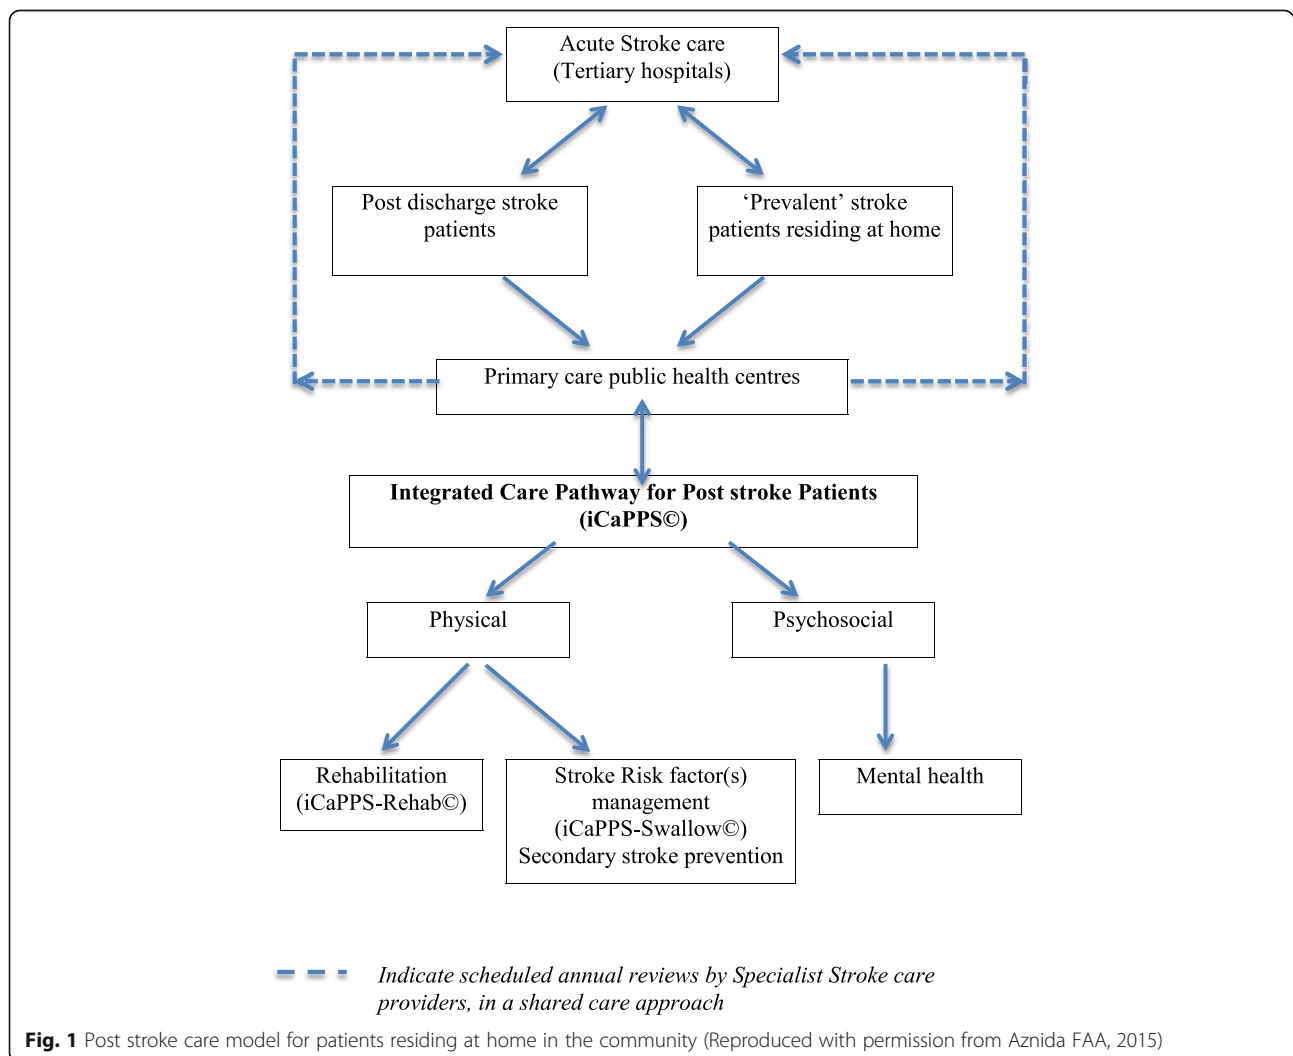 Acute Stroke care
(Tertiary hospitals)
Post discharge stroke
patients
‘Prevalent’ stroke
patients residing at home
Primary care public health centres
Integrated Care Pathway for Post stroke Patients
(iCaPPS©)
Physical
Psychosocial
Rehabilitation
(iCaPPS-Rehab©)
Stroke Risk factor(s)
management
(iCaPPS-Swallow©)
Secondary stroke prevention
Mental health
Indicate scheduled annual reviews by Specialist Stroke care
providers, in a shared care approach
Fig. 1 Post stroke care model for patients residing at home in the community (Reproduced with permission from Aznida FAA, 2015)